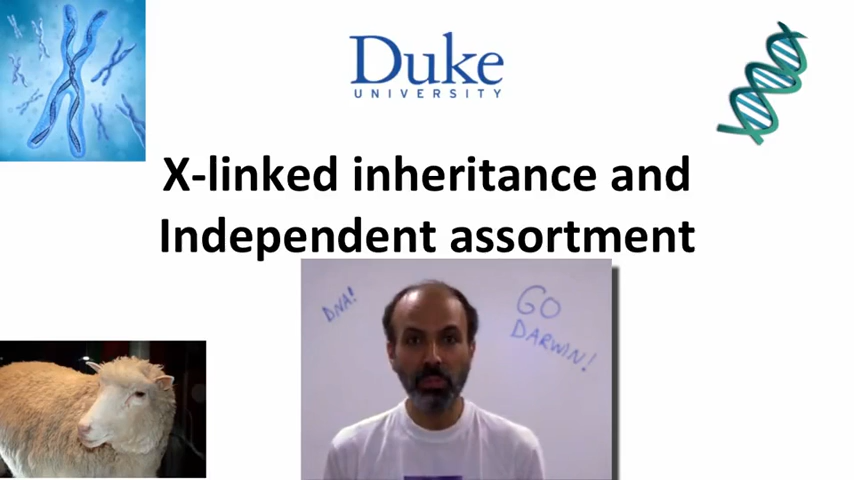 Duke
UNIVERSITY
X-linked inheritance and
Independent assortment
DNA!
GO
DARWIN!